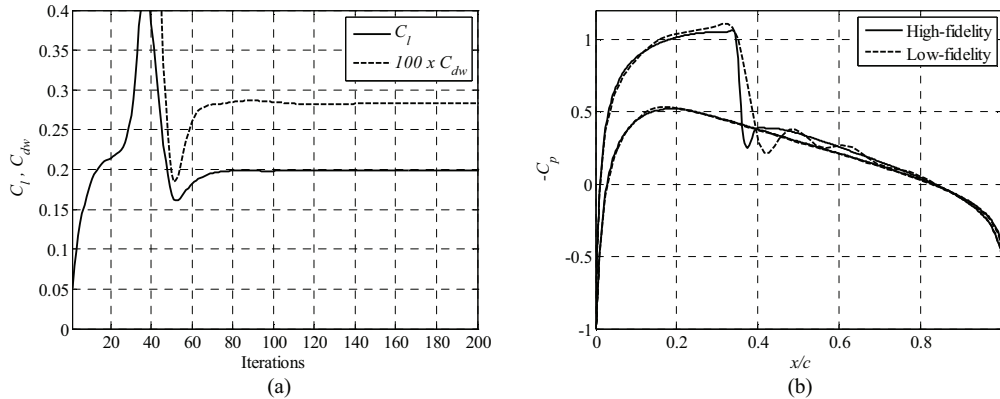 0.4
0.35
0.3
0.25
0.2
0.15
0.1
0.05
0
C_l , C_dw
C_l
100 x C_dw
20 40 60 80 100 120 140 160 180 200
Iterations
(a)
1
0.5
0
-0.5
-1
-C_p
High-fidelity
Low-fidelity
0 0.2 0.4 0.6 0.8
x/c
(b)